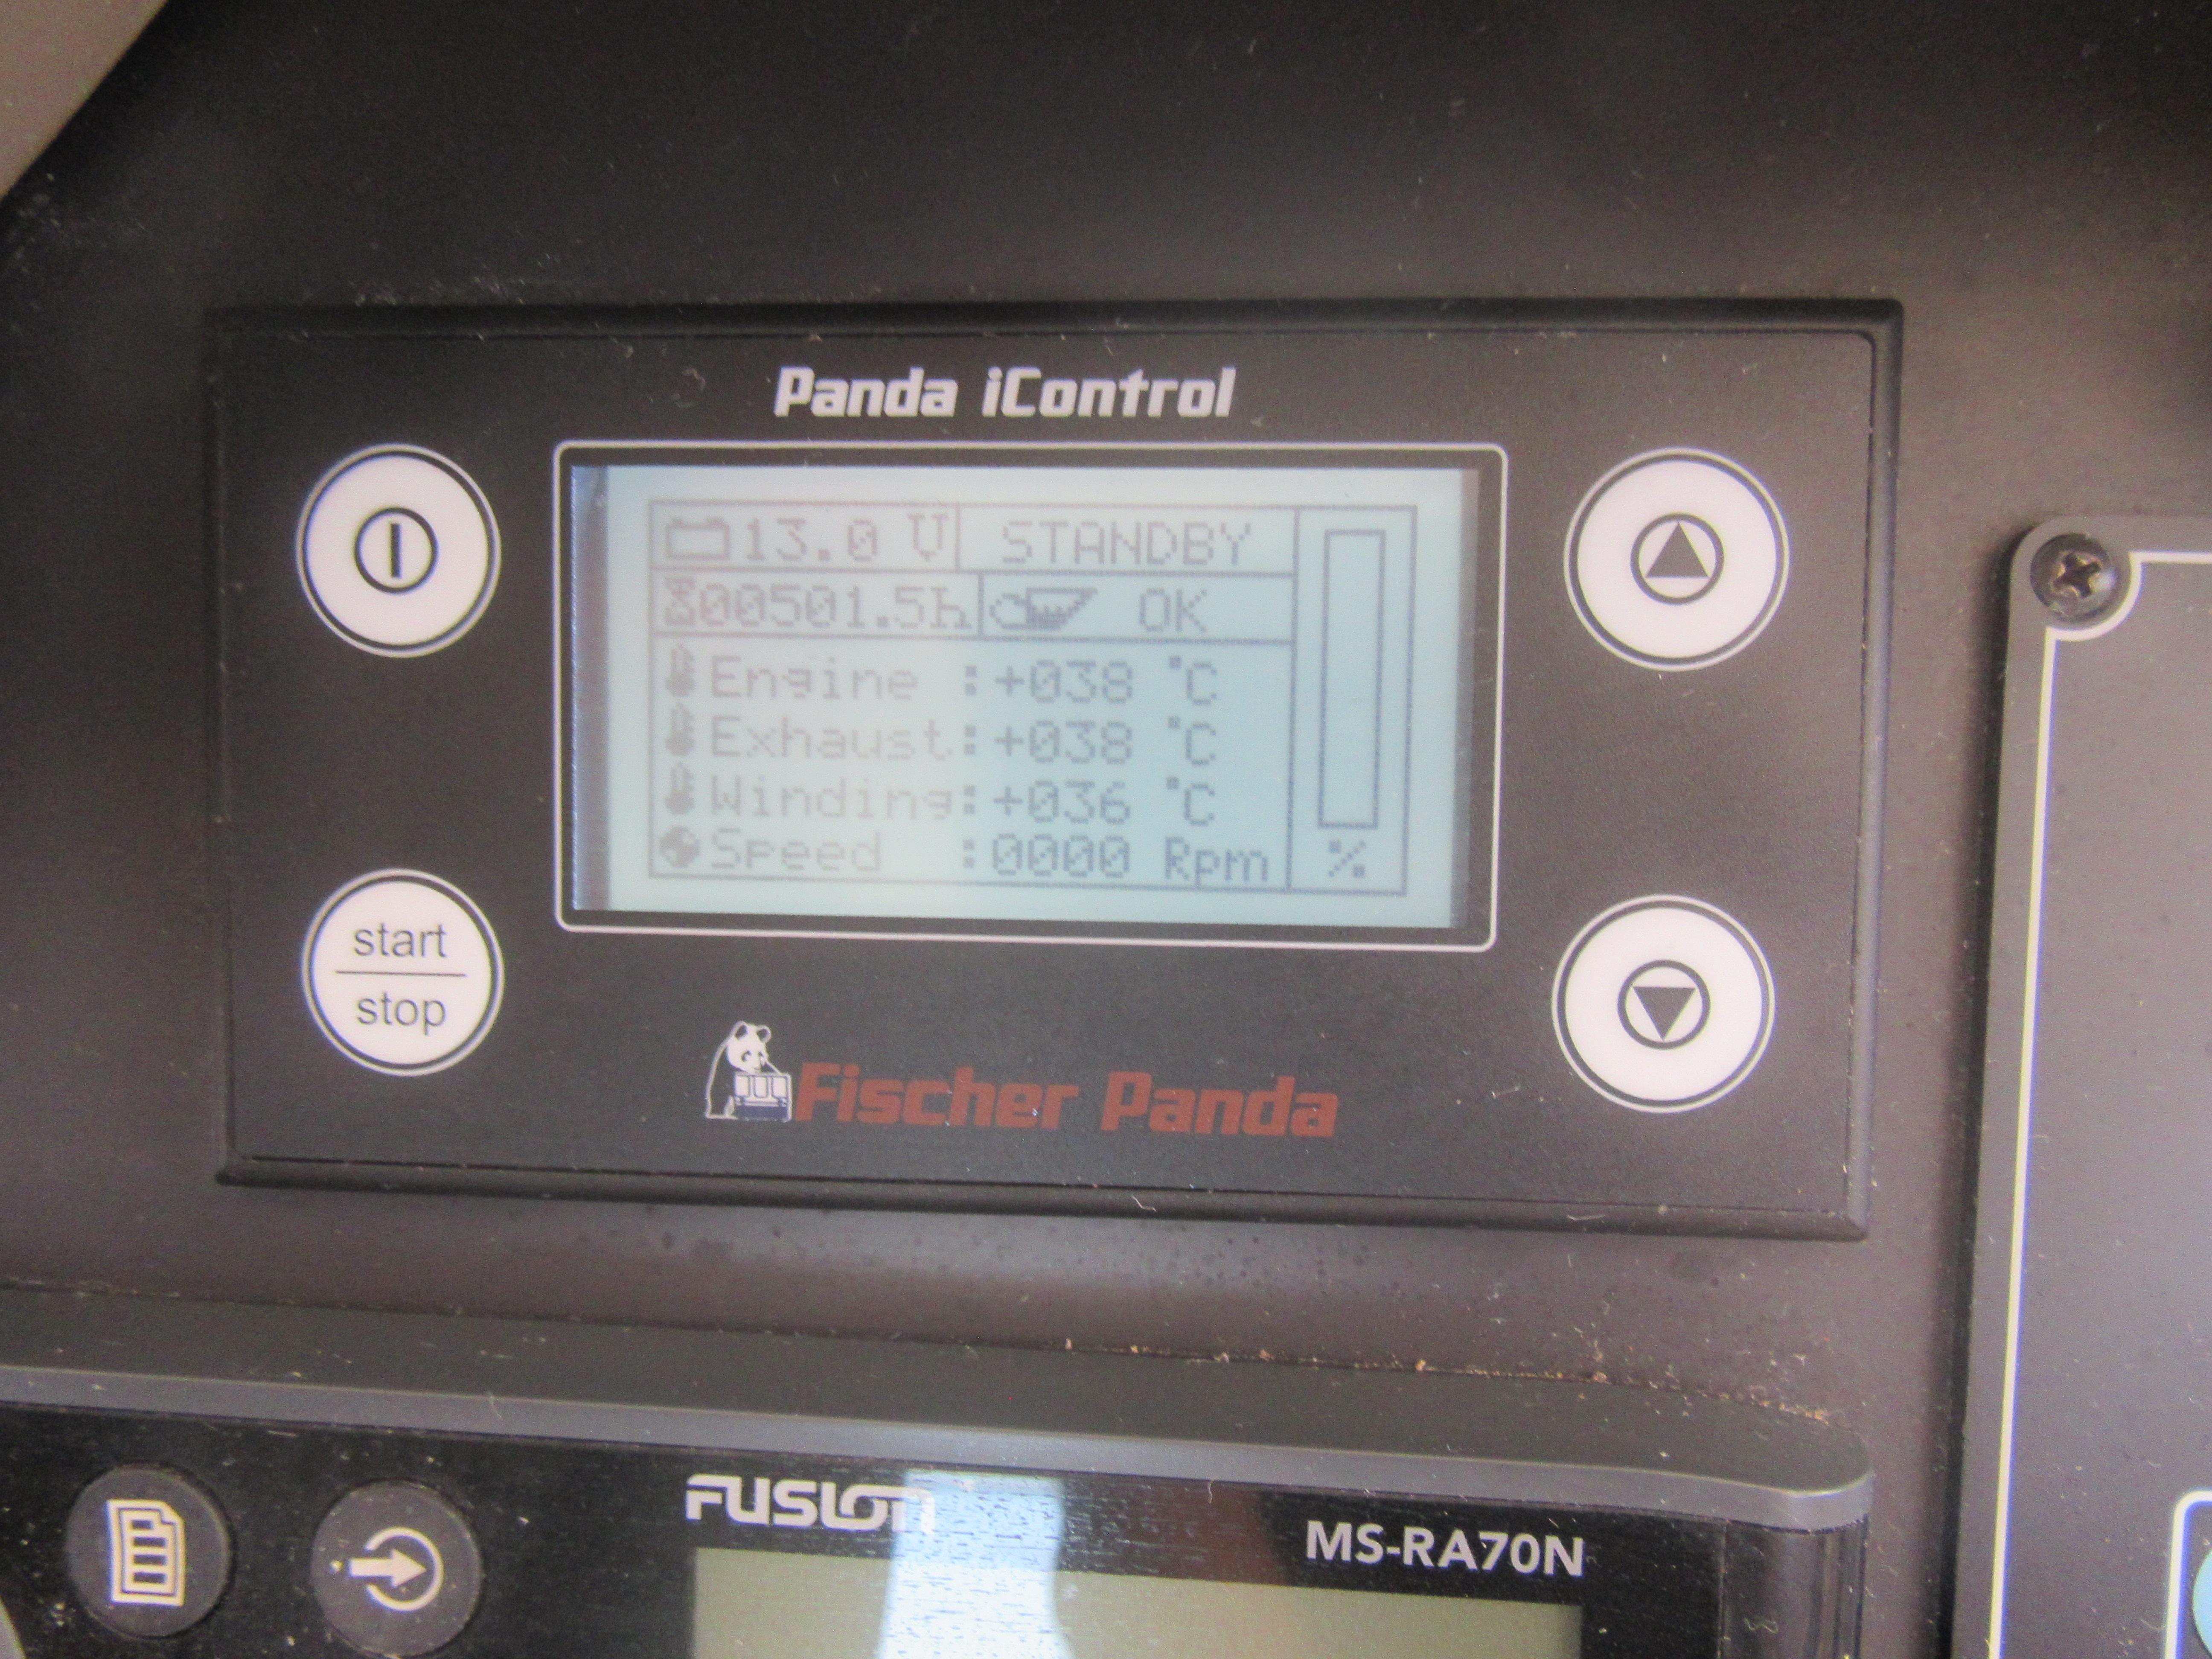 Panda iControl
13.0 V STANDBY
00501.5h OK
Engine :+038 °C
Exhaust:+038 °C
Winding:+036 °C
Speed :0000 Rpm %
start
stop
Fischer Panda
FUSION
MS-RA70N